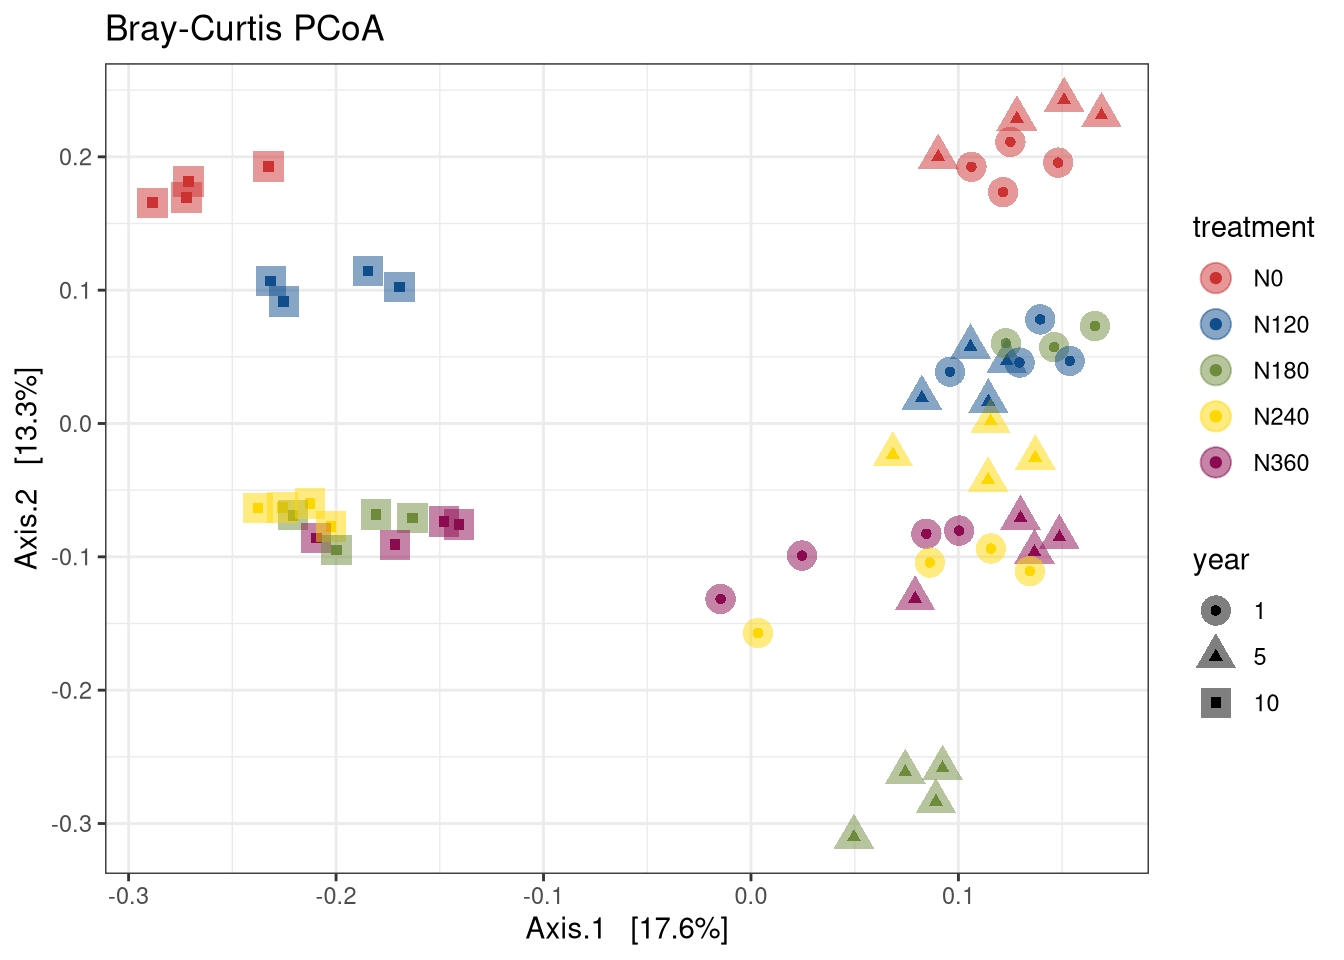 Bray-Curtis PCoA
0.2
0.1
0.0
-0.1
-0.2
-0.3
Axis.2 [13.3%]
-0.3
-0.2
-0.1
0.0
0.1
Axis.1 [17.6%]
treatment
N0
N120
N180
N240
N360
year
1
5
10